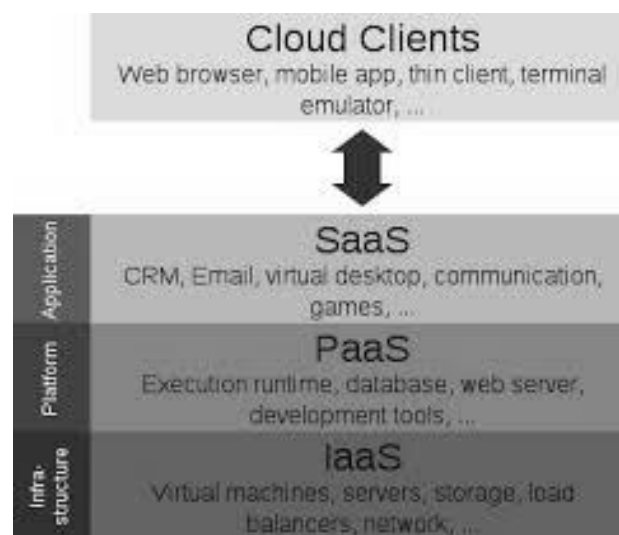 Cloud Clients
Web browser, mobile app, thin client, terminal
emulator, ...
Application
SaaS
CRM, Email, virtual desktop, communication,
games, ...
Platform
PaaS
Execution runtime, database, web server,
development tools, ...
Infra-
structure
IaaS
Virtual machines, servers, storage, load
balancers, network, ...